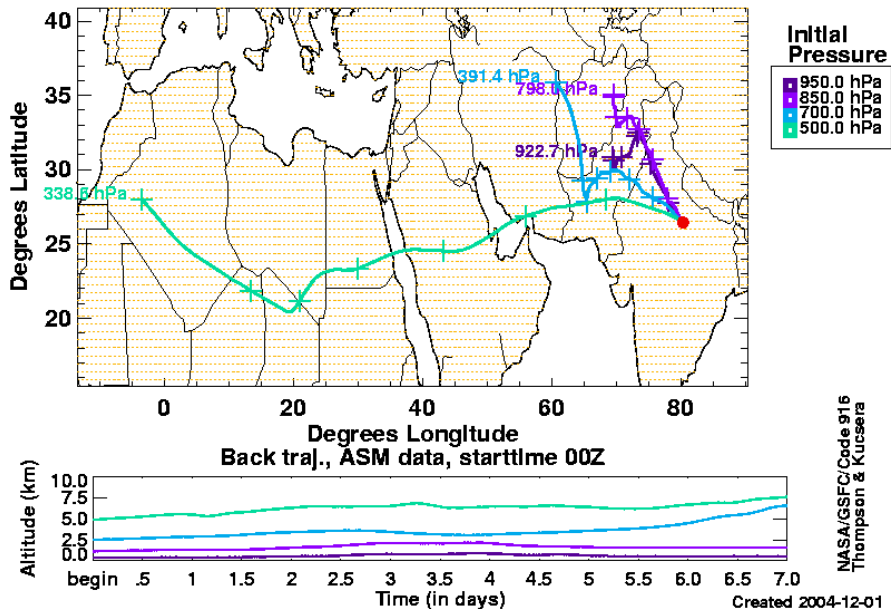 40
35
30
25
20
Degrees Latitude
391.4 hPa
798.0 hPa
922.7 hPa
338.6 hPa
Initial
Pressure
950.0 hPa
850.0 hPa
700.0 hPa
500.0 hPa
0 20 40 60 80
Degrees Longitude
Back traj., ASM data, starttime 00Z
10.0
7.5
5.0
2.5
0.0
Altitude (km)
begin .5 1 1.5 2 2.5 3 3.5 4 4.5 5 5.5 6.0 6.5 7.0
Time (in days)
NASA/GSFC/Code 916
Thompson & Kucsera
Created 2004-12-01